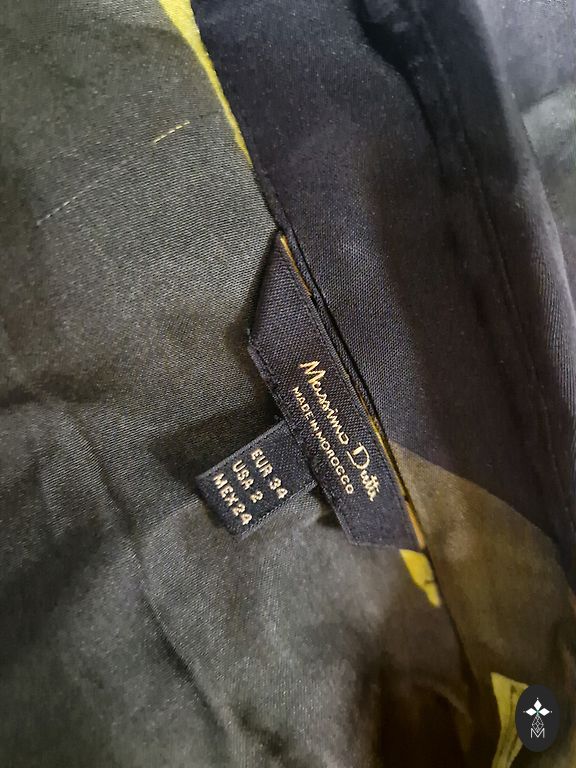 Massimo Dutti
MADE IN MOROCCO
EUR 34
USA 2
MEX 24
M